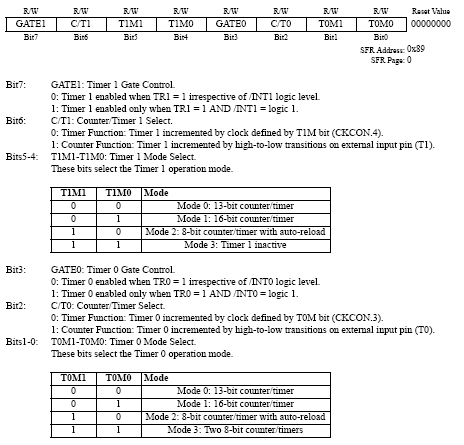 R/W R/W R/W R/W R/W R/W R/W R/W Reset Value
GATE1 C/T1 T1M1 T1M0 GATE0 C/T0 T0M1 T0M0 00000000
Bit7 Bit6 Bit5 Bit4 Bit3 Bit2 Bit1 Bit0
SFR Address: 0x89
SFR Page: 0
Bit7: GATE1: Timer 1 Gate Control.
0: Timer 1 enabled when TR1 = 1 irrespective of /INT1 logic level.
1: Timer 1 enabled only when TR1 = 1 AND /INT1 = logic 1.
Bit6: C/T1: Counter/Timer 1 Select.
0: Timer Function: Timer 1 incremented by clock defined by T1M bit (CKCON.4).
1: Counter Function: Timer 1 incremented by high-to-low transitions on external input pin (T1).
Bits5-4: T1M1-T1M0: Timer 1 Mode Select.
These bits select the Timer 1 operation mode.
T1M1 T1M0 Mode
0 0 Mode 0: 13-bit counter/timer
0 1 Mode 1: 16-bit counter/timer
1 0 Mode 2: 8-bit counter/timer with auto-reload
1 1 Mode 3: Timer 1 inactive
Bit3: GATE0: Timer 0 Gate Control.
0: Timer 0 enabled when TR0 = 1 irrespective of /INT0 logic level.
1: Timer 0 enabled only when TR0 = 1 AND /INT0 = logic 1.
Bit2: C/T0: Counter/Timer Select.
0: Timer Function: Timer 0 incremented by clock defined by T0M bit (CKCON.3).
1: Counter Function: Timer 0 incremented by high-to-low transitions on external input pin (T0).
Bits1-0: T0M1-T0M0: Timer 0 Mode Select.
These bits select the Timer 0 operation mode.
T0M1 T0M0 Mode
0 0 Mode 0: 13-bit counter/timer
0 1 Mode 1: 16-bit counter/timer
1 0 Mode 2: 8-bit counter/timer with auto-reload
1 1 Mode 3: Two 8-bit counter/timers